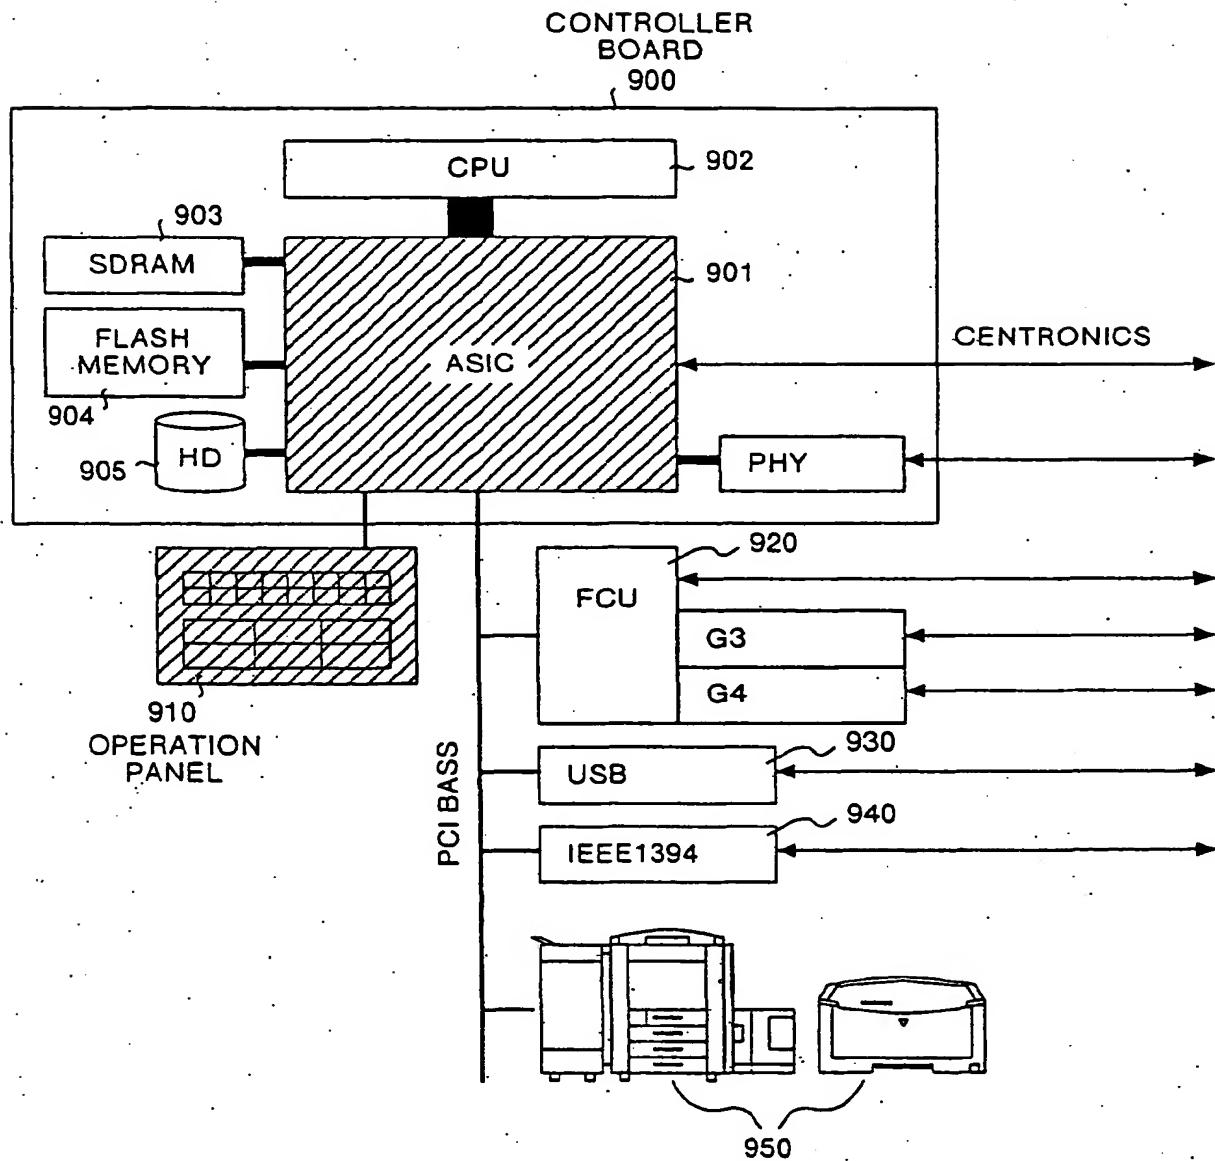 CONTROLLER
BOARD
900
CPU
902
903
SDRAM
901
FLASH
MEMORY
ASIC
CENTRONICS
904
905
HD
PHY
920
FCU
G3
G4
910
OPERATION
PANEL
PCI BASS
930
USB
940
IEEE1394
950